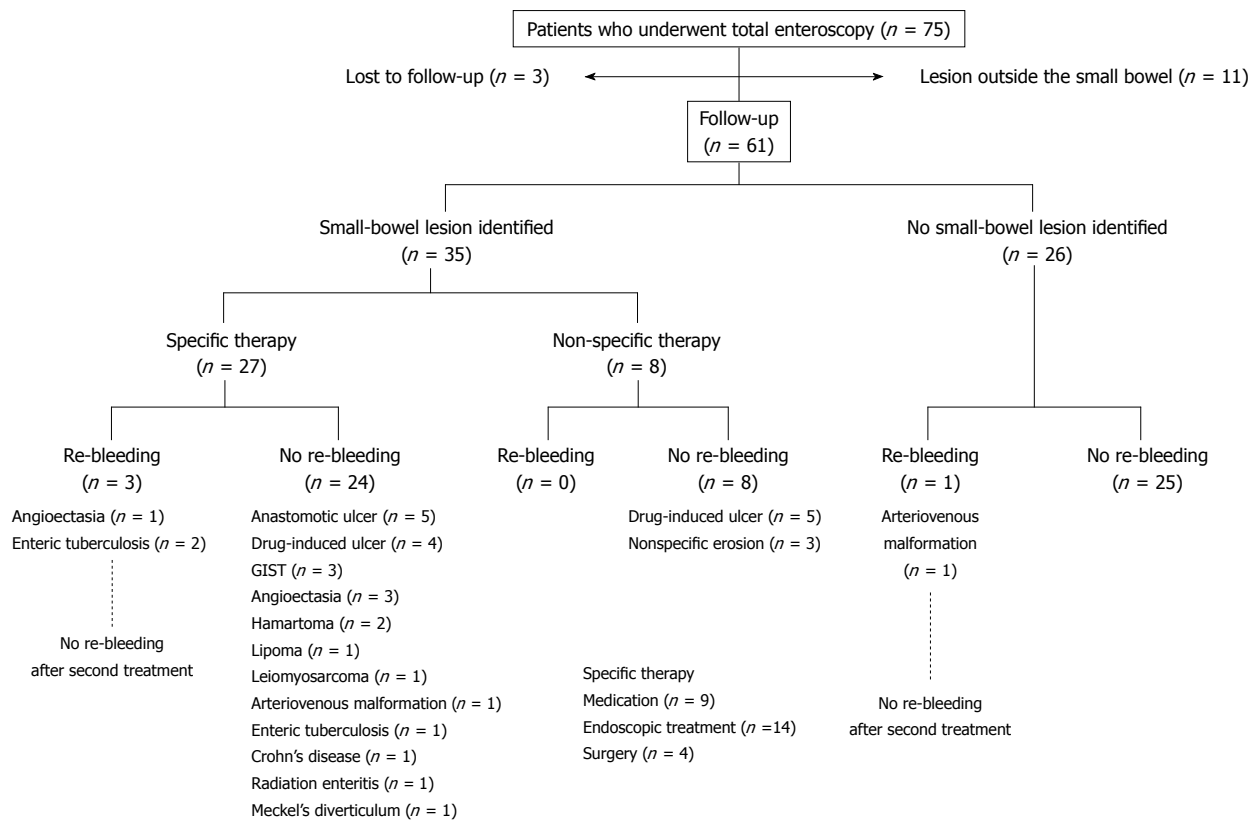 Patients who underwent total enteroscopy (n = 75)
Lost to follow-up (n = 3)
Lesion outside the small bowel (n = 11)
Follow-up
(n = 61)
Small-bowel lesion identified
(n = 35)
No small-bowel lesion identified
(n = 26)
Specific therapy
(n = 27)
Non-specific therapy
(n = 8)
Re-bleeding
(n = 3)
No re-bleeding
(n = 24)
Re-bleeding
(n = 0)
No re-bleeding
(n = 8)
Re-bleeding
(n = 1)
No re-bleeding
(n = 25)
Angioectasia (n = 1)
Enteric tuberculosis (n = 2)
No re-bleeding
after second treatment
Anastomotic ulcer (n = 5)
Drug-induced ulcer (n = 4)
GIST (n = 3)
Angioectasia (n = 3)
Hamartoma (n = 2)
Lipoma (n = 1)
Leiomyosarcoma (n = 1)
Arteriovenous malformation (n = 1)
Enteric tuberculosis (n = 1)
Crohn's disease (n = 1)
Radiation enteritis (n = 1)
Meckel's diverticulum (n = 1)
Drug-induced ulcer (n = 5)
Nonspecific erosion (n = 3)
Specific therapy
Medication (n = 9)
Endoscopic treatment (n =14)
Surgery (n = 4)
Arteriovenous
malformation
(n = 1)
No re-bleeding
after second treatment